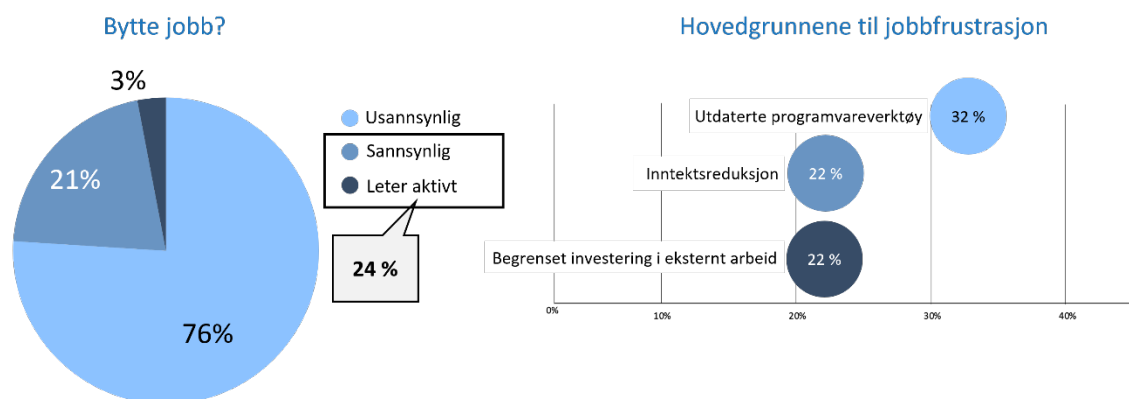 Bytte jobb?
3%
21%
76%
Usannsynlig
Sannsynlig
Leter aktivt
24 %
Hovedgrunnene til jobbfrustrasjon
Utdaterte programvareverktøy
32 %
Inntektsreduksjon
22 %
Begrenset investering i eksternt arbeid
22 %
0%
10%
20%
30%
40%